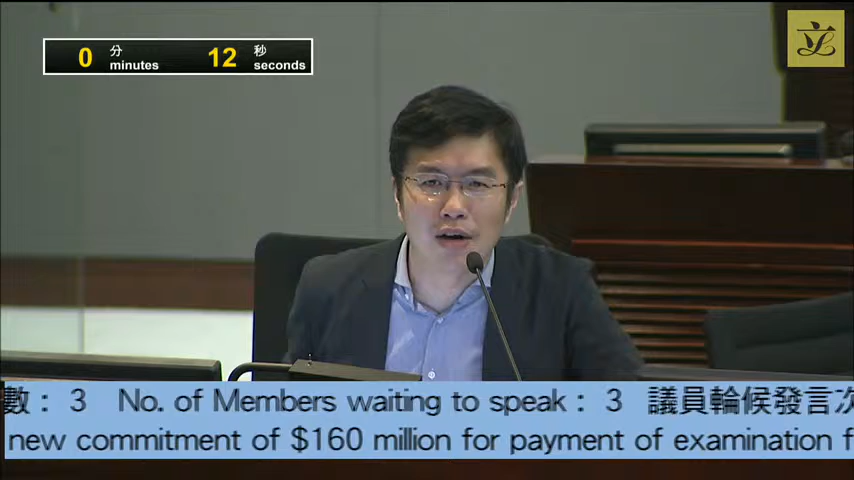 0 分 minutes 12 秒 seconds
立
數： 3 No. of Members waiting to speak： 3 議員輪候發言次
new commitment of $160 million for payment of examination f